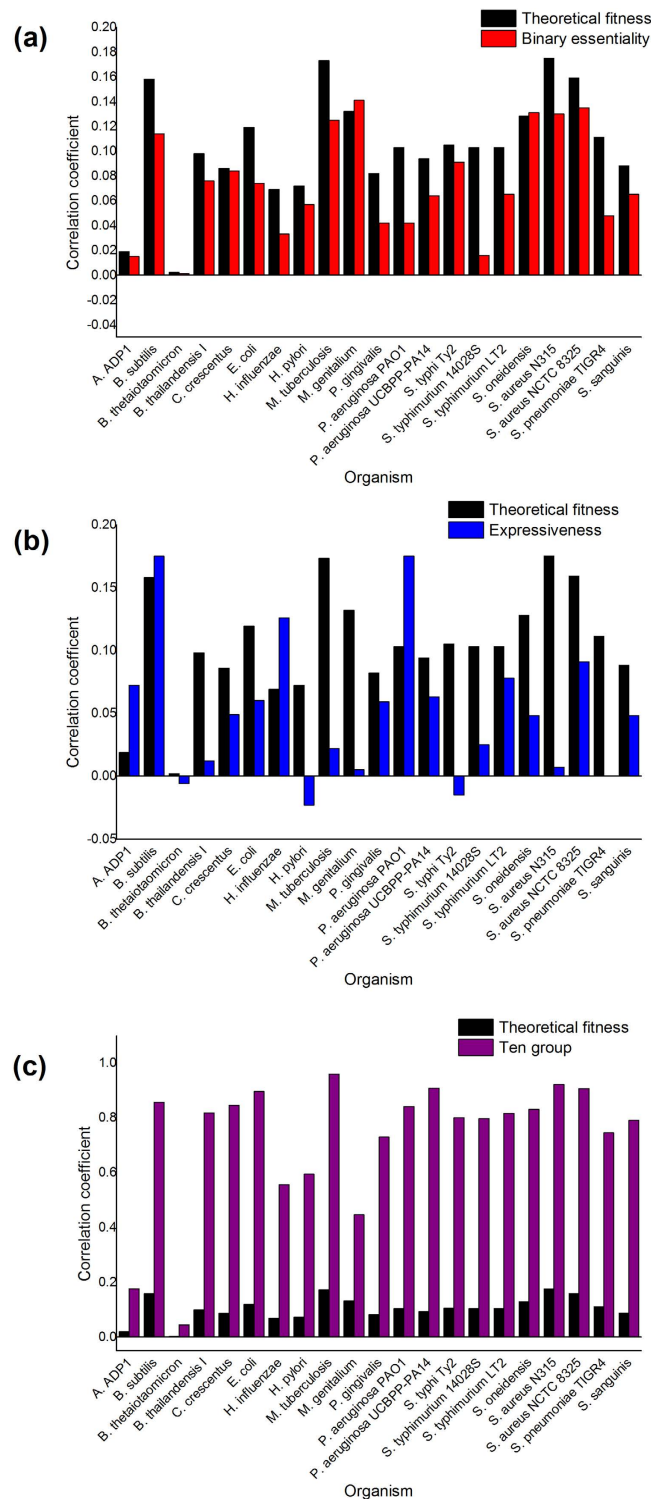 (a)
Theoretical fitness
Binary essentiality
Correlation coefficient
0.20
0.18
0.16
0.14
0.12
0.10
0.08
0.06
0.04
0.02
0.00
-0.02
-0.04
A. ADP1
B. subtilis
B. thetaiotaomicron
B. thailandensis I
C. crescentus
E. coli
H. influenzae
H. pylori
M. tuberculosis
M. genitalium
P. gingivalis
P. aeruginosa PAO1
P. aeruginosa UCBPP-PA14
S. typhi Ty2
S. typhimurium 14028S
S. typhimurium LT2
S. oneidensis
S. aureus N315
S. aureus NCTC 8325
S. pneumoniae TIGR4
S. sanguinis
Organism
(b)
Theoretical fitness
Expressiveness
Correlation coefficient
0.20
0.15
0.10
0.05
0.00
-0.05
A. ADP1
B. subtilis
B. thetaiotaomicron
B. thailandensis I
C. crescentus
E. coli
H. influenzae
H. pylori
M. tuberculosis
M. genitalium
P. gingivalis
P. aeruginosa PAO1
P. aeruginosa UCBPP-PA14
S. typhi Ty2
S. typhimurium 14028S
S. typhimurium LT2
S. oneidensis
S. aureus N315
S. aureus NCTC 8325
S. pneumoniae TIGR4
S. sanguinis
Organism
(c)
Theoretical fitness
Ten group
Correlation coefficient
1.0
0.8
0.6
0.4
0.2
0.0
A. ADP1
B. subtilis
B. thetaiotaomicron
B. thailandensis I
C. crescentus
E. coli
H. influenzae
H. pylori
M. tuberculosis
M. genitalium
P. gingivalis
P. aeruginosa PAO1
P. aeruginosa UCBPP-PA14
S. typhi Ty2
S. typhimurium 14028S
S. typhimurium LT2
S. oneidensis
S. aureus N315
S. aureus NCTC 8325
S. pneumoniae TIGR4
S. sanguinis
Organism